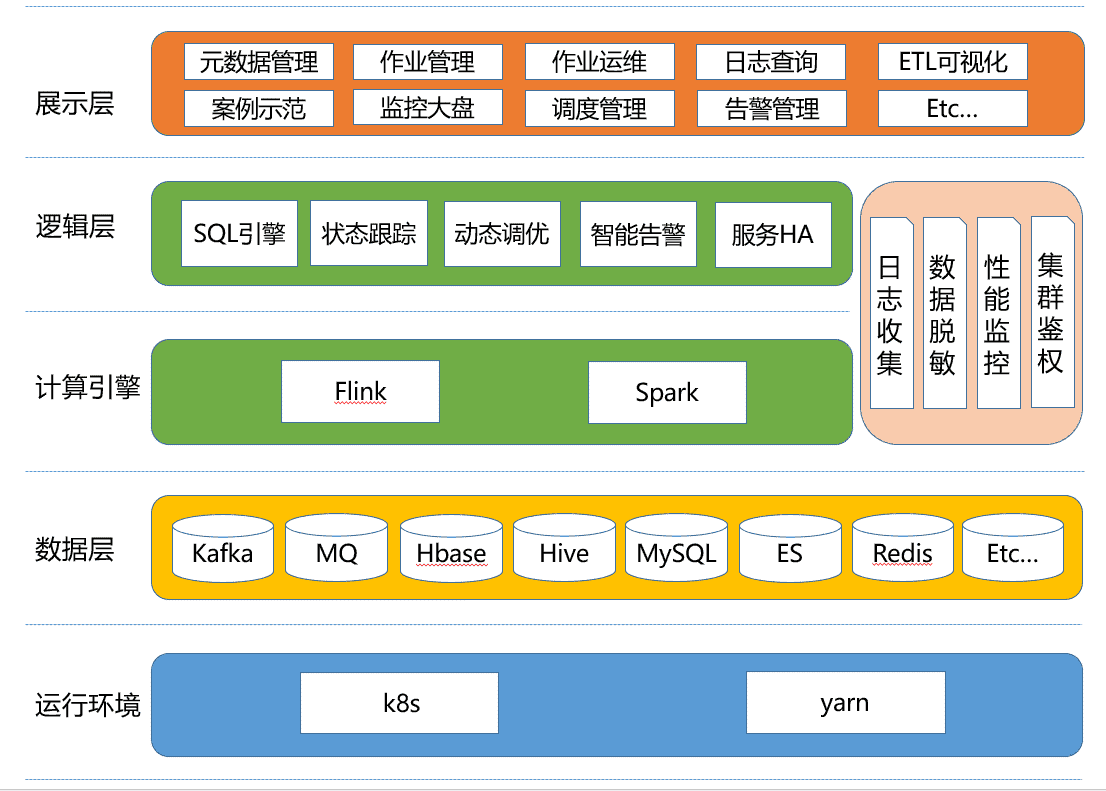 展示层
元数据管理
作业管理
作业运维
日志查询
ETL可视化
案例示范
监控大盘
调度管理
告警管理
Etc...
逻辑层
SQL引擎
状态跟踪
动态调优
智能告警
服务HA
日志收集
数据脱敏
性能监控
集群鉴权
计算引擎
Flink
Spark
数据层
Kafka
MQ
Hbase
Hive
MySQL
ES
Redis
Etc...
运行环境
k8s
yarn